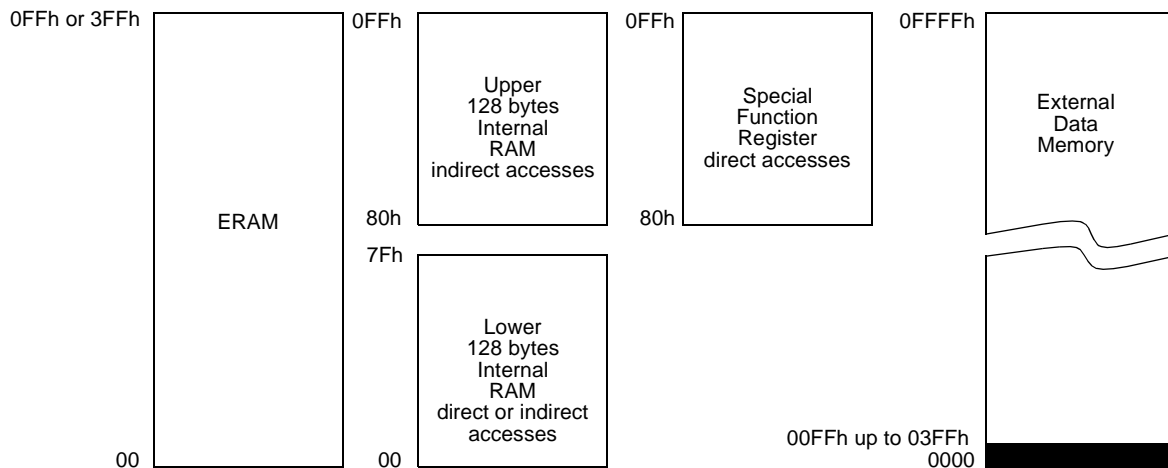 0FFh or 3FFh
ERAM
00
0FFh
Upper
128 bytes
Internal
RAM
indirect accesses
80h
7Fh
Lower
128 bytes
Internal
RAM
direct or indirect
accesses
00
0FFh
Special
Function
Register
direct accesses
80h
0FFFFh
External
Data
Memory
00FFh up to 03FFh
0000